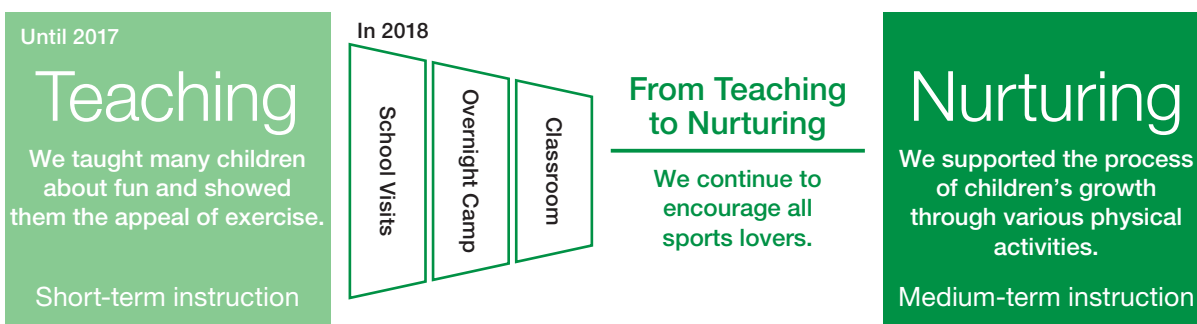 Until 2017
Teaching
We taught many children
about fun and showed
them the appeal of exercise.
Short-term instruction
In 2018
School Visits
Overnight Camp
Classroom
From Teaching
to Nurturing
We continue to
encourage all
sports lovers.
Nurturing
We supported the process
of children’s growth
through various physical
activities.
Medium-term instruction